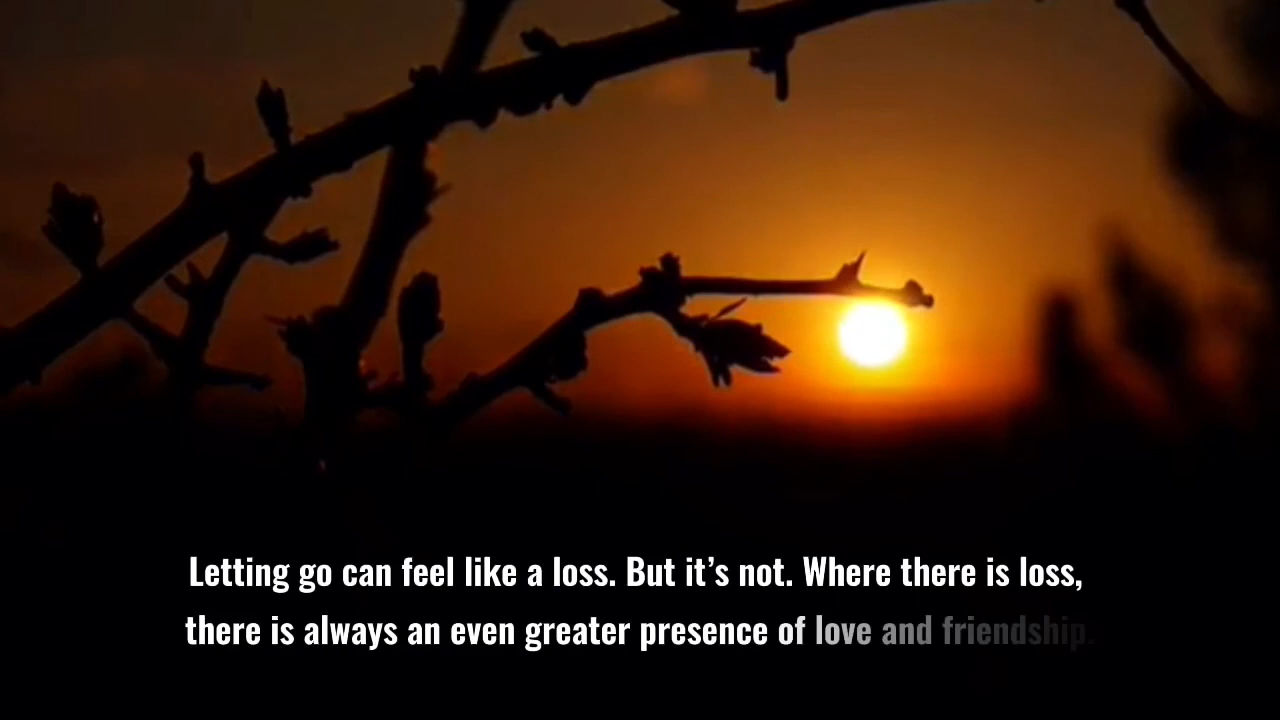 Letting go can feel like a loss. But it’s not. Where there is loss,
there is always an even greater presence of love and friendship.